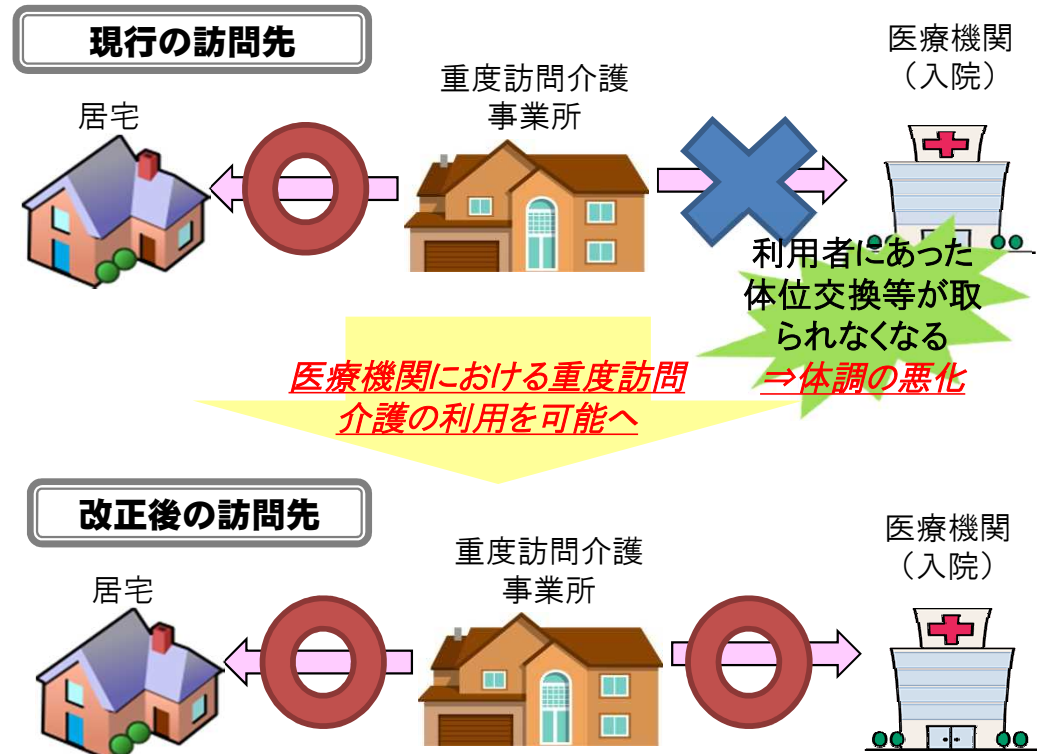 現行の訪問先
医療機関
（入院）
重度訪問介護
事業所
居宅
利用者にあった
体位交換等が取
られなくなる
⇒体調の悪化
医療機関における重度訪問
介護の利用を可能へ
改正後の訪問先
医療機関
（入院）
重度訪問介護
事業所
居宅